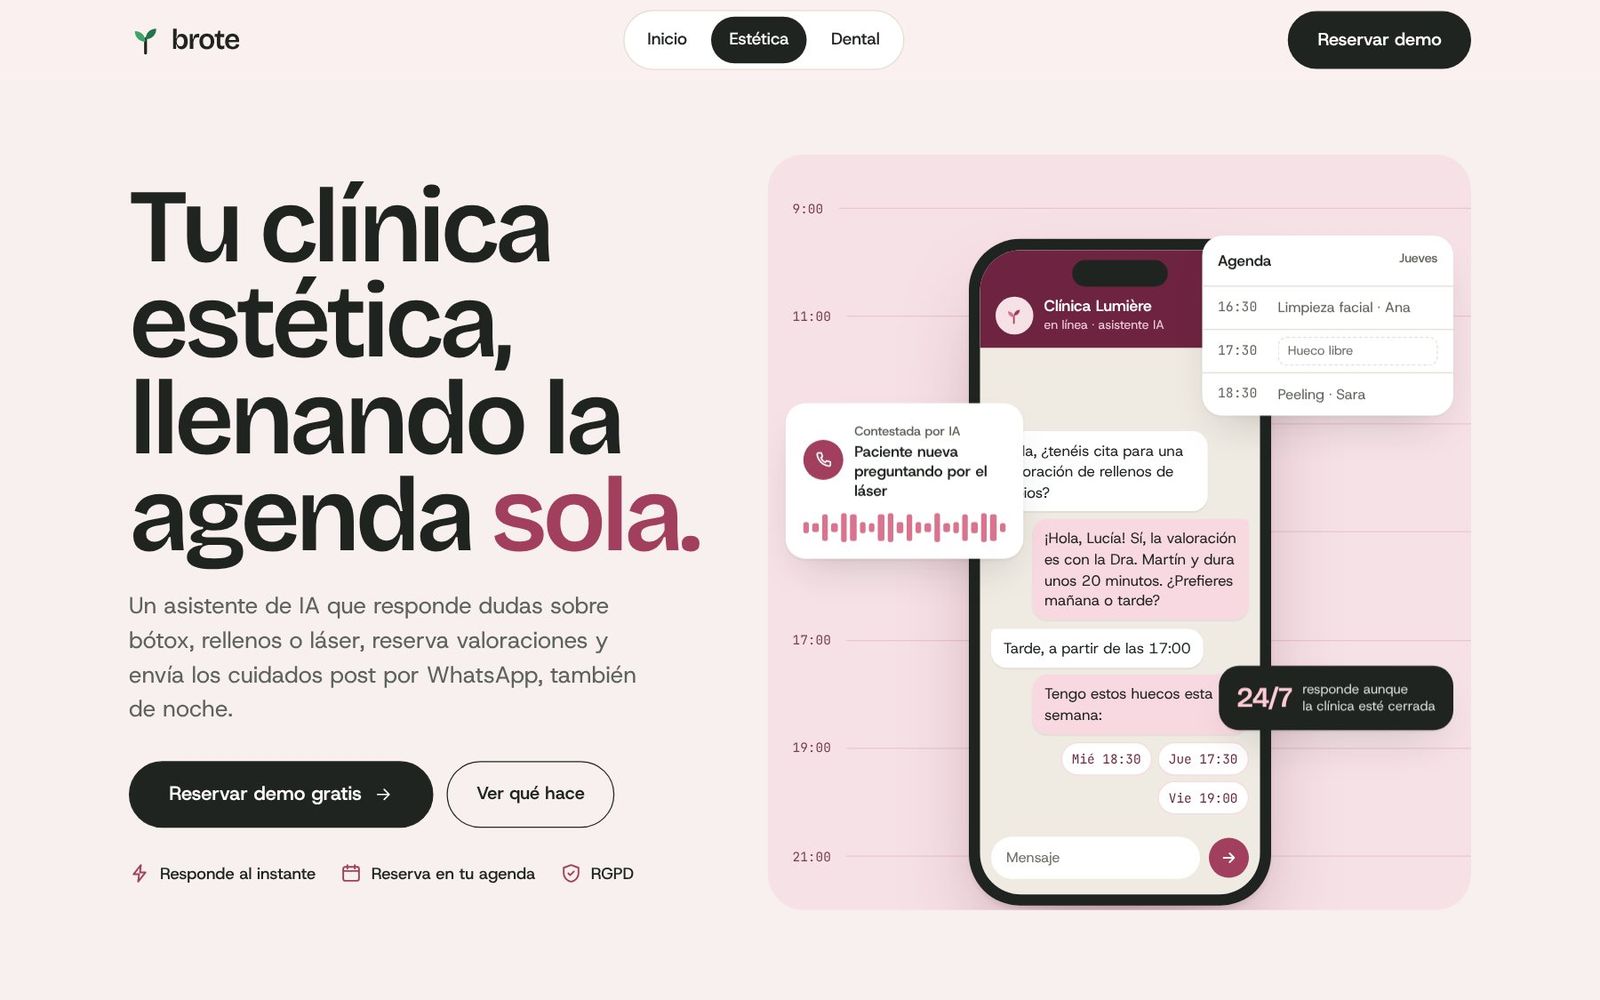 brote
Inicio
Estética
Dental
Reservar demo
Tu clínica
estética,
llenando la
agenda sola.
Un asistente de IA que responde dudas sobre
bótox, rellenos o láser, reserva valoraciones y
envía los cuidados post por WhatsApp, también
de noche.
Reservar demo gratis
Ver qué hace
Responde al instante
Reserva en tu agenda
RGPD
9:00
11:00
17:00
19:00
21:00
Clínica Lumière
en línea · asistente IA
Agenda
Jueves
16:30 Limpieza facial · Ana
17:30 Hueco libre
18:30 Peeling · Sara
Contestada por IA
Paciente nueva
preguntando por el
láser
la, ¿tenéis cita para una
oración de rellenos de
ios?
¡Hola, Lucía! Sí, la valoración
es con la Dra. Martín y dura
unos 20 minutos. ¿Prefieres
mañana o tarde?
Tarde, a partir de las 17:00
Tengo estos huecos esta
semana:
24/7
responde aunque
la clínica esté cerrada
Mié 18:30
Jue 17:30
Vie 19:00
Mensaje